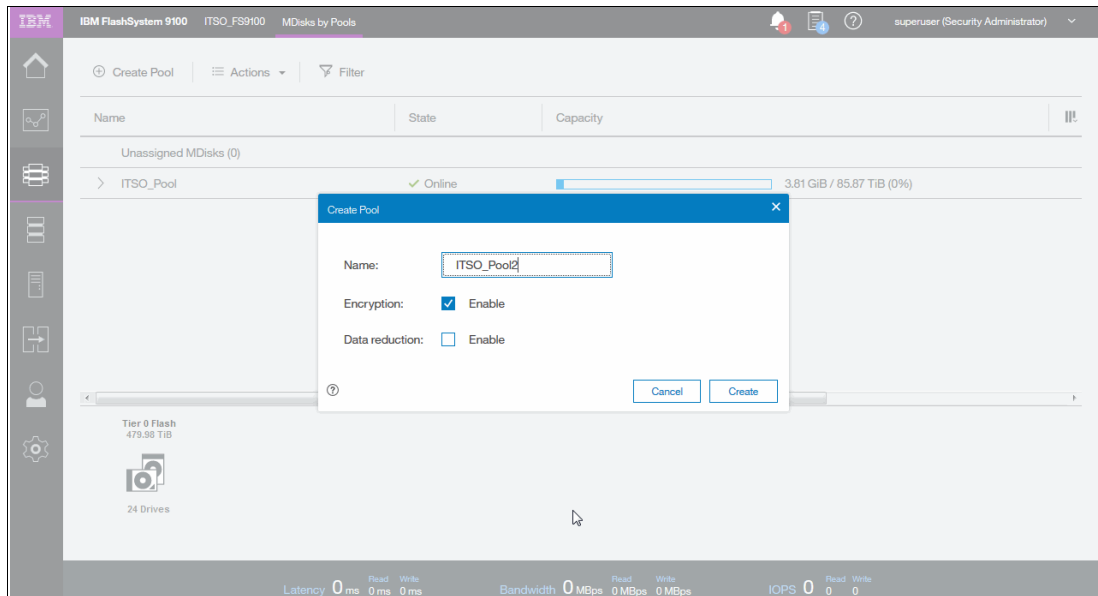 IBM IBM FlashSystem 9100 ITSO_FS9100 MDisks by Pools 1 4 ? superuser (Security Administrator)
Create Pool Actions Filter
Name State Capacity
Unassigned MDisks (0)
ITSO_Pool Online 3.81 GiB / 85.87 TiB (0%)
Create Pool
Name: ITSO_Pool2
Encryption: Enable
Data reduction: Enable
? Cancel Create
Tier 0 Flash
479.98 TiB
24 Drives
Latency 0 ms Read 0 ms Write 0 ms Bandwidth 0 MBps Read 0 MBps Write 0 MBps IOPS 0 Read 0 Write 0